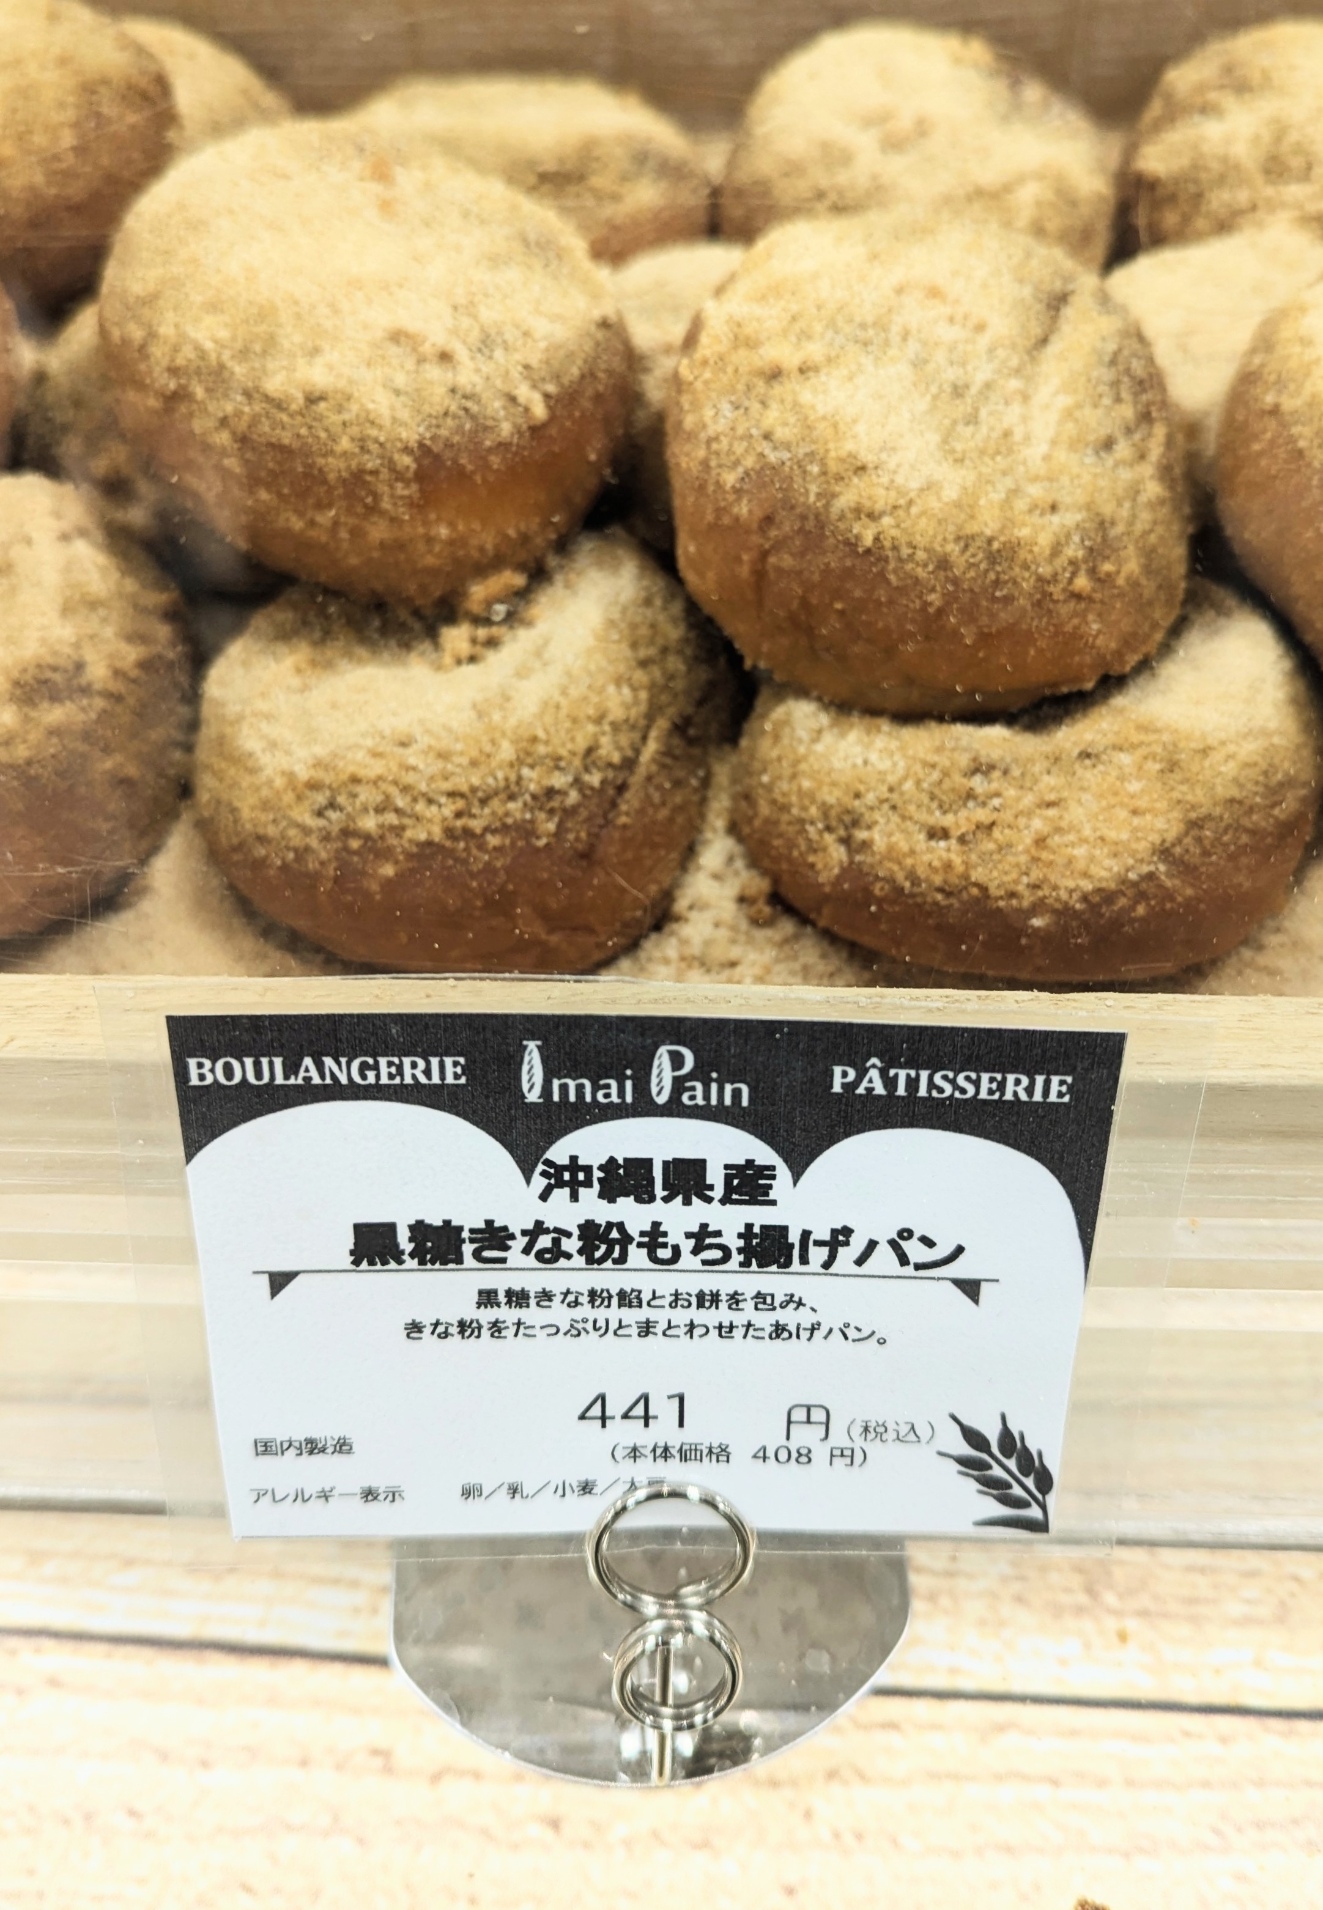 BOULANGERIE Imai Pain PÂTISSERIE
沖縄県産
黒糖きな粉もち揚げパン
黒糖きな粉餡とお餅を包み、
きな粉をたっぷりとまとわせたあげパン。
441 円(税込)
国内製造 (本体価格 408 円)
アレルギー表示 卵/乳/小麦/大豆